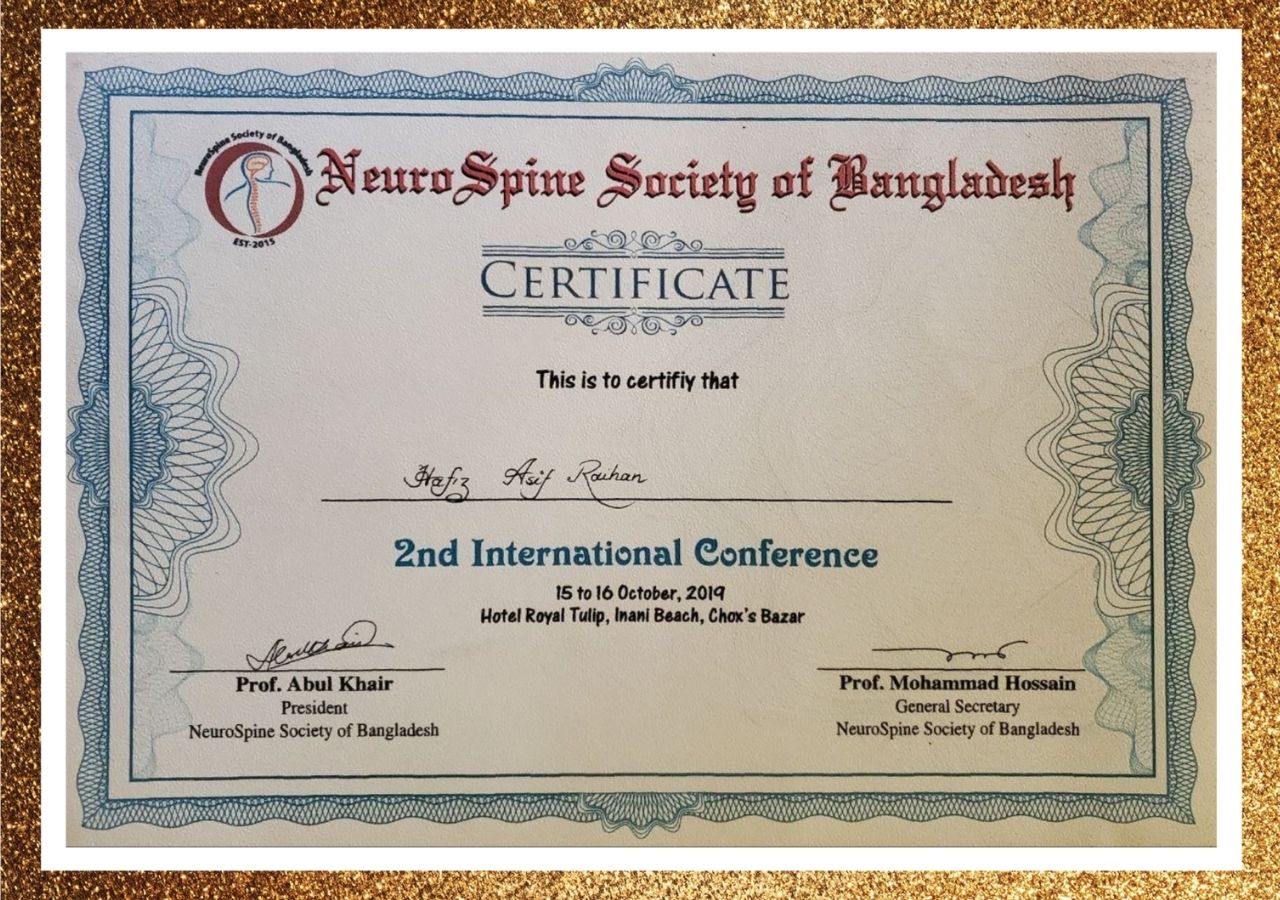 NeuroSpine Society of Bangladesh
EST-2015
NeuroSpine Society of Bangladesh
CERTIFICATE
This is to certifiy that
Hafiz Asif Raihan
2nd International Conference
15 to 16 October, 2019
Hotel Royal Tulip, Inani Beach, Chox's Bazar
Prof. Abul Khair
President
NeuroSpine Society of Bangladesh
Prof. Mohammad Hossain
General Secretary
NeuroSpine Society of Bangladesh